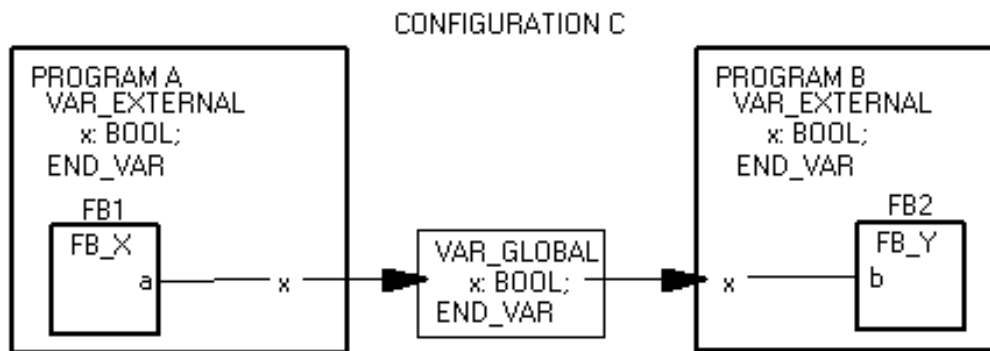 CONFIGURATION C
PROGRAM A
VAR_EXTERNAL
x: BOOL;
END_VAR
FB1
FB_X
a
x
VAR_GLOBAL
x: BOOL;
END_VAR
PROGRAM B
VAR_EXTERNAL
x: BOOL;
END_VAR
FB2
FB_Y
x
b